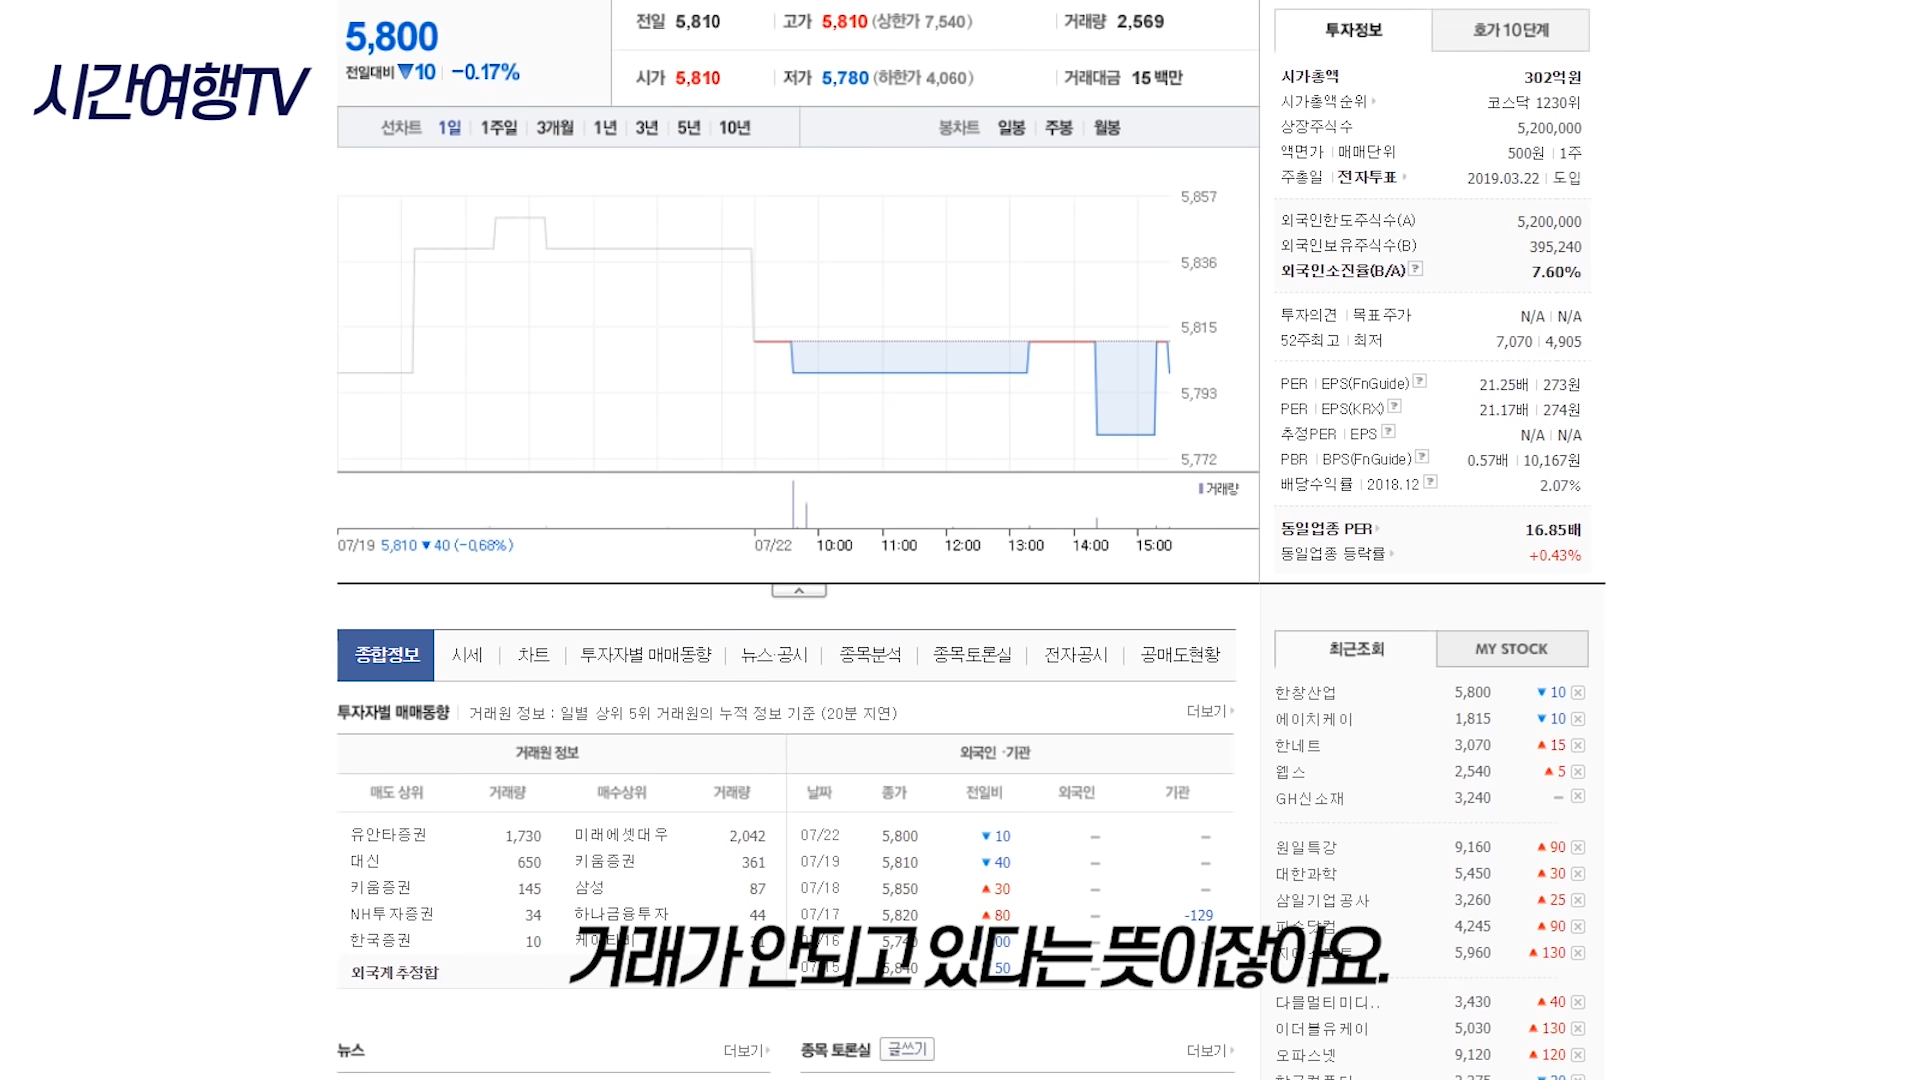 시간여행TV
5,800
전일대비 ▼10 | -0.17%
전일 5,810 | 고가 5,810 (상한가 7,540) | 거래량 2,569
시가 5,810 | 저가 5,780 (하한가 4,060) | 거래대금 15 백만
선차트 1일 | 1주일 | 3개월 | 1년 | 3년 | 5년 | 10년
봉차트 일봉 | 주봉 | 월봉
5,857
5,836
5,815
5,793
5,772
거래량
07/19 5,810 ▼40 (-0.68%)
07/22 10:00 11:00 12:00 13:00 14:00 15:00
투자정보 호가 10단계
시가총액 302억원
시가총액순위 코스닥 1230위
상장주식수 5,200,000
액면가 | 매매단위 500원 | 1주
주총일 | 전자투표 2019.03.22 | 도입
외국인한도주식수(A) 5,200,000
외국인보유주식수(B) 395,240
외국인소진율(B/A) ? 7.60%
투자의견 | 목표주가 N/A | N/A
52주최고 | 최저 7,070 | 4,905
PER | EPS(FnGuide) ? 21.25배 | 273원
PER | EPS(KRX) ? 21.17배 | 274원
추정PER | EPS ? N/A | N/A
PBR | BPS(FnGuide) ? 0.57배 | 10,167원
배당수익률 | 2018.12 ? 2.07%
동일업종 PER 16.85배
동일업종 등락률 +0.43%
종합정보 시세 | 차트 | 투자자별 매매동향 | 뉴스·공시 | 종목분석 | 종목토론실 | 전자공시 | 공매도현황
투자자별 매매동향 | 거래원 정보 : 일별 상위 5위 거래원의 누적 정보 기준 (20분 지연) 더보기
거래원 정보 외국인·기관
매도 상위 거래량 매수상위 거래량 날짜 종가 전일비 외국인 기관
유안타증권 1,730 미래에셋대우 2,042 07/22 5,800 ▼ 10 – –
대신 650 키움증권 361 07/19 5,810 ▼ 40 – –
키움증권 145 삼성 87 07/18 5,850 ▲ 30 – –
NH투자증권 34 하나금융투자 44 07/17 5,820 ▲ 80 – -129
한국증권 10
외국계 추정합
거래가 안되고 있다는 뜻이잖아요.
뉴스 더보기
종목 토론실 글쓰기 더보기
최근조회 MY STOCK
한창산업 5,800 ▼ 10
에이치케이 1,815 ▼ 10
한네트 3,070 ▲ 15
웹스 2,540 ▲ 5
GH신소재 3,240 –
원일특강 9,160 ▲ 90
대한과학 5,450 ▲ 30
삼일기업공사 3,260 ▲ 25
4,245 ▲ 90
5,960 ▲ 130
다믈멀티미디.. 3,430 ▲ 40
이더블유케이 5,030 ▲ 130
오파스넷 9,120 ▲ 120